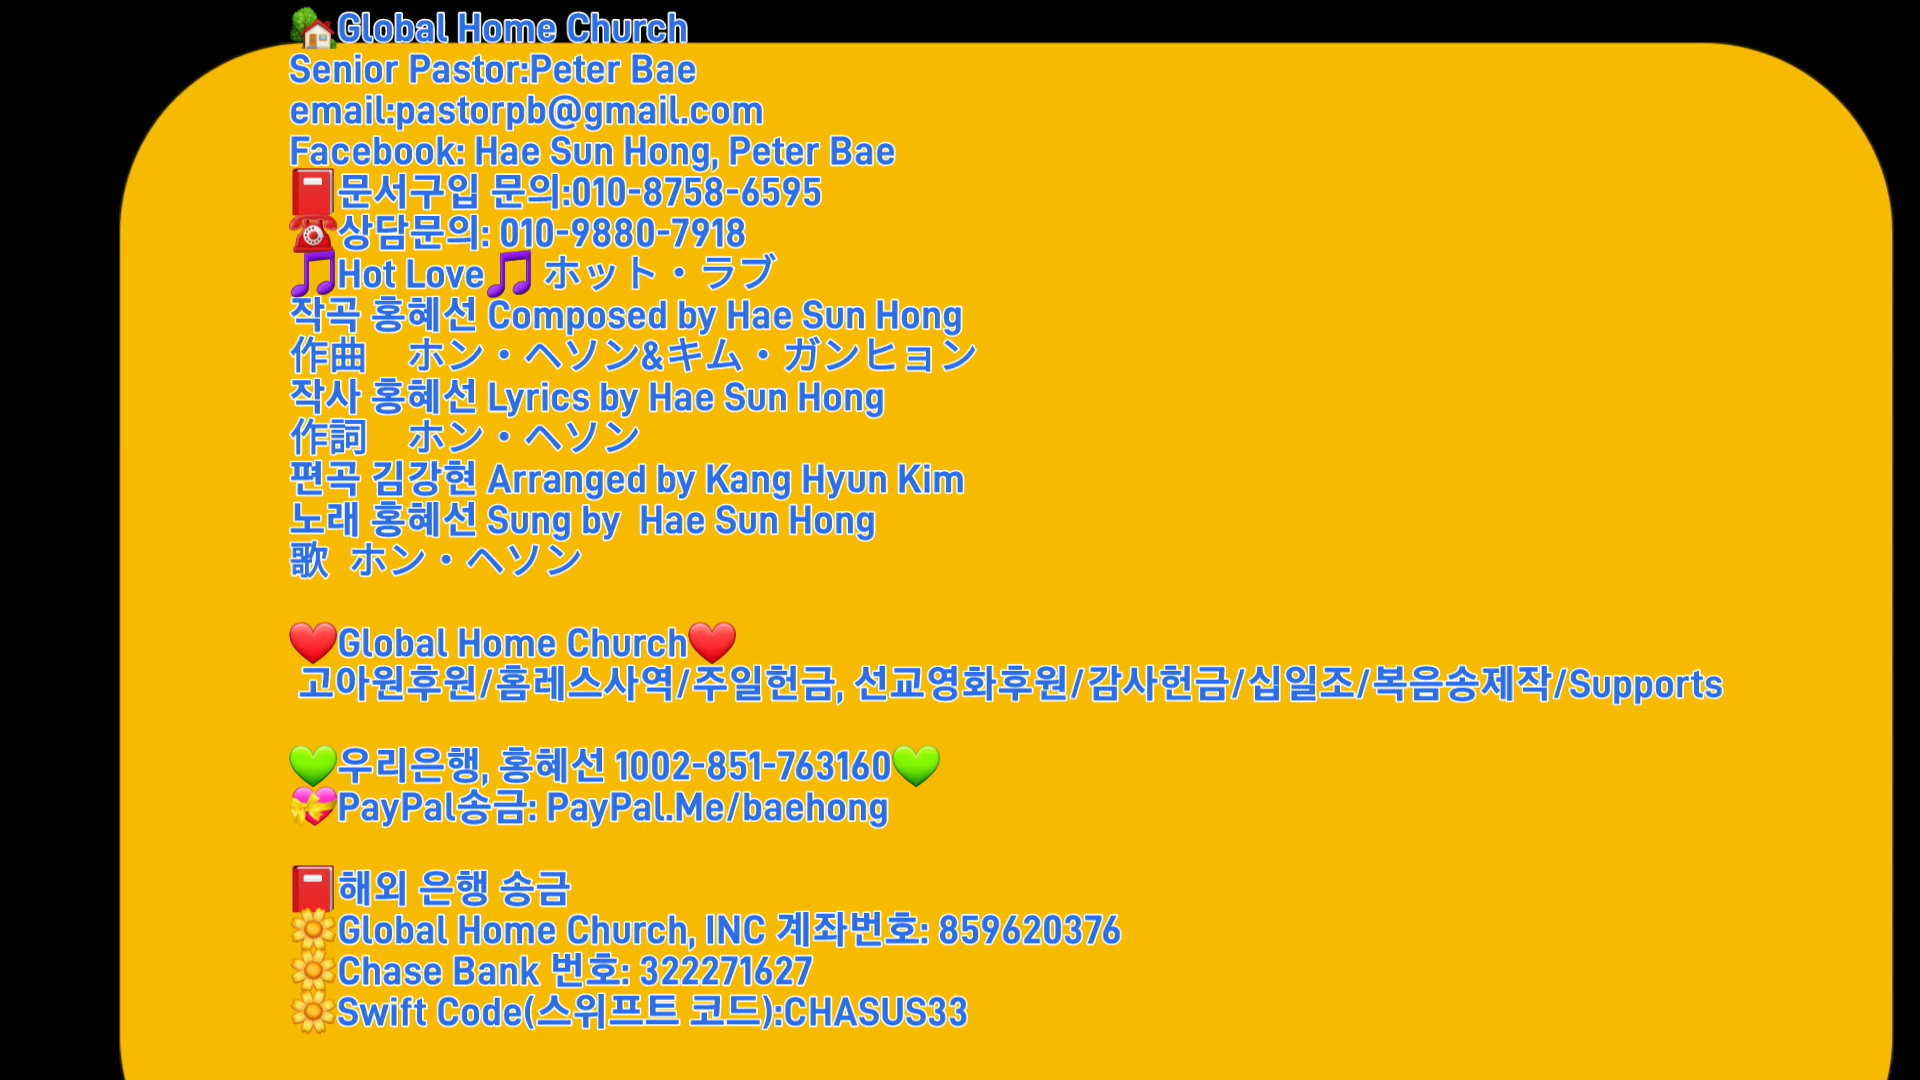 🏡Global Home Church
Senior Pastor:Peter Bae
email:pastorpb@gmail.com
Facebook: Hae Sun Hong, Peter Bae
📕문서구입 문의:010-8758-6595
☎️상담문의: 010-9880-7918
🎵Hot Love🎵 ホット・ラブ
작곡 홍혜선 Composed by Hae Sun Hong
作曲　ホン・ヘソン&キム・ガンヒョン
작사 홍혜선 Lyrics by Hae Sun Hong
作詞　ホン・ヘソン
편곡 김강현 Arranged by Kang Hyun Kim
노래 홍혜선 Sung by  Hae Sun Hong
歌  ホン・ヘソン
❤️Global Home Church❤️
고아원후원/홈레스사역/주일헌금, 선교영화후원/감사헌금/십일조/복음송제작/Supports
💚우리은행, 홍혜선 1002-851-763160💚
💝PayPal송금: PayPal.Me/baehong
📕해외 은행 송금
🌼Global Home Church, INC 계좌번호: 859620376
🌼Chase Bank 번호: 322271627
🌼Swift Code(스위프트 코드):CHASUS33